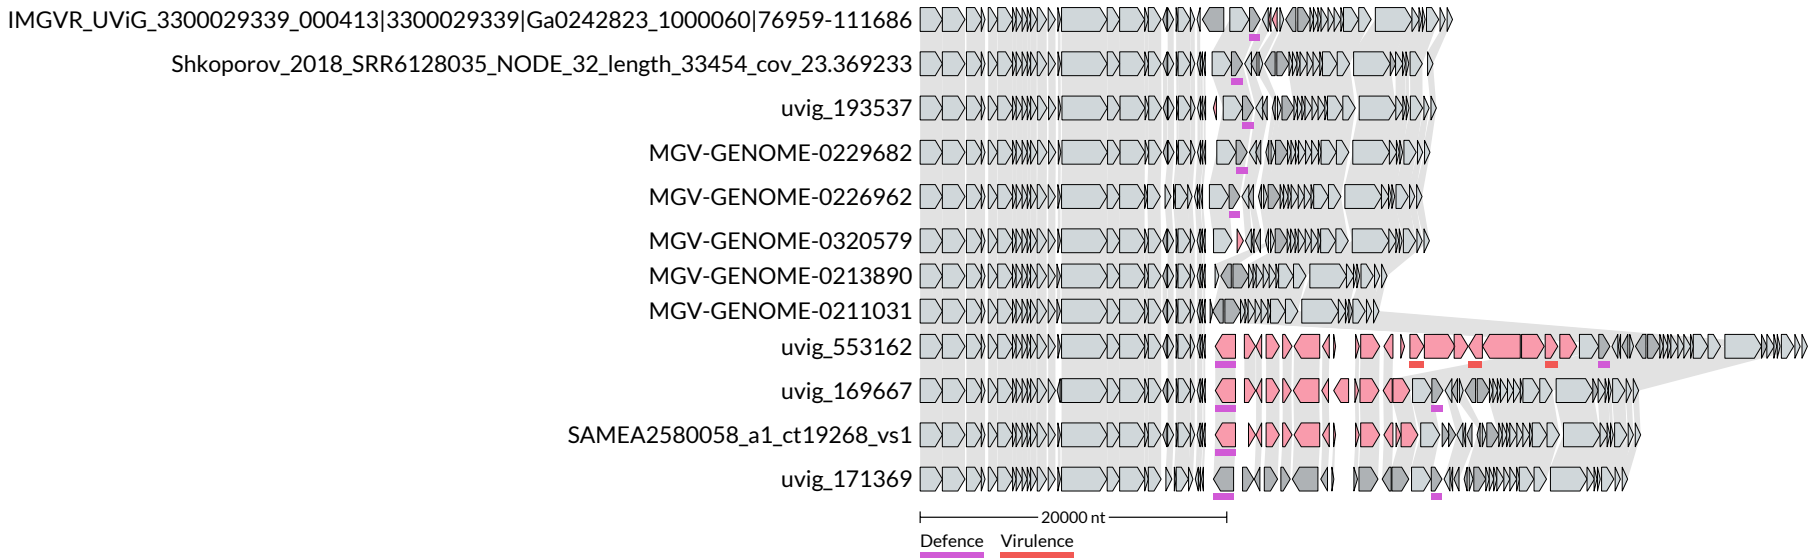 IMGVR_UViG_3300029339_000413|3300029339|Ga0242823_1000060|76959-111686
Shkoporov_2018_SRR6128035_NODE_32_length_33454_cov_23.369233
uvig_193537
MGV-GENOME-0229682
MGV-GENOME-0226962
MGV-GENOME-0320579
MGV-GENOME-0213890
MGV-GENOME-0211031
uvig_553162
uvig_169667
SAMEA2580058_a1_ct19268_vs1
uvig_171369
20000 nt
Defence Virulence